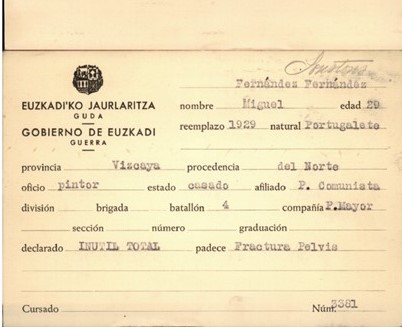 Fernández Fernández
EUZKADI'KO JAURLARITZA
GUDA
GOBIERNO DE EUZKADI
GUERRA
nombre Miguel edad 29
reemplazo 1929 natural Portugalete
provincia Vizcaya procedencia del Norte
oficio pintor estado casado afiliado P. Comunista
división brigada batallón 4 compañía P.Mayor
sección número graduación
declarado INUTIL TOTAL padece Fractura Pelvis
Cursado Núm. 3381